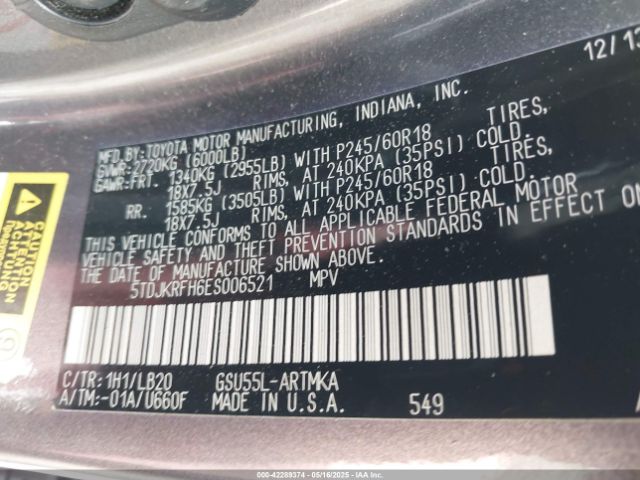 12/13
MFD.BY:TOYOTA MOTOR MANUFACTURING, INDIANA, INC.
GVWR:2720KG (6000LB)
GAWR:FRT. 1340KG (2955LB) WITH P245/60R18 TIRES,
18X7.5J RIMS, AT 240KPA (35PSI) COLD.
RR. 1585KG (3505LB) WITH P245/60R18 TIRES,
18X7.5J RIMS, AT 240KPA (35PSI) COLD.
THIS VEHICLE CONFORMS TO ALL APPLICABLE FEDERAL MOTOR
VEHICLE SAFETY AND THEFT PREVENTION STANDARDS IN EFFECT ON
THE DATE OF MANUFACTURE SHOWN ABOVE.
5TDJKRFH6ES006521 MPV
C/TR:1H1/LB20 GSU55L-ARTMKA
A/TM:-01A/U660F MADE IN U.S.A. 549
CAUTION
ACHTUNG
000-42289374 | 05/16/2025 | IMPACT AUTO